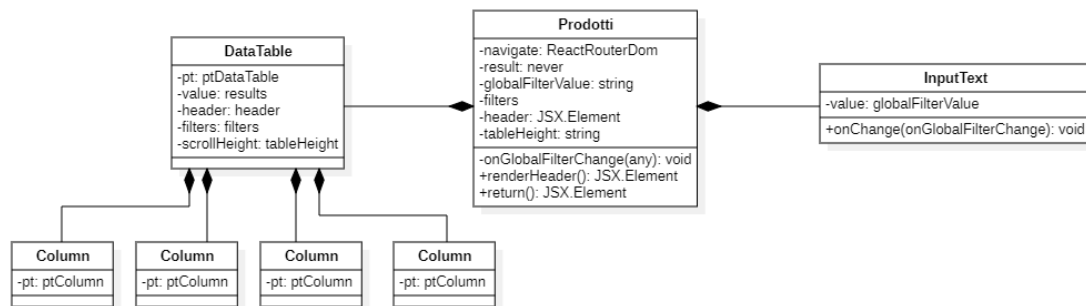 DataTable
-pt: ptDataTable
-value: results
-header: header
-filters: filters
-scrollHeight: tableHeight
Prodotti
-navigate: ReactRouterDom
-result: never
-globalFilterValue: string
-filters
-header: JSX.Element
-tableHeight: string
-onGlobalFilterChange(any): void
+renderHeader(): JSX.Element
+return(): JSX.Element
InputText
-value: globalFilterValue
+onChange(onGlobalFilterChange): void
Column
-pt: ptColumn
Column
-pt: ptColumn
Column
-pt: ptColumn
Column
-pt: ptColumn